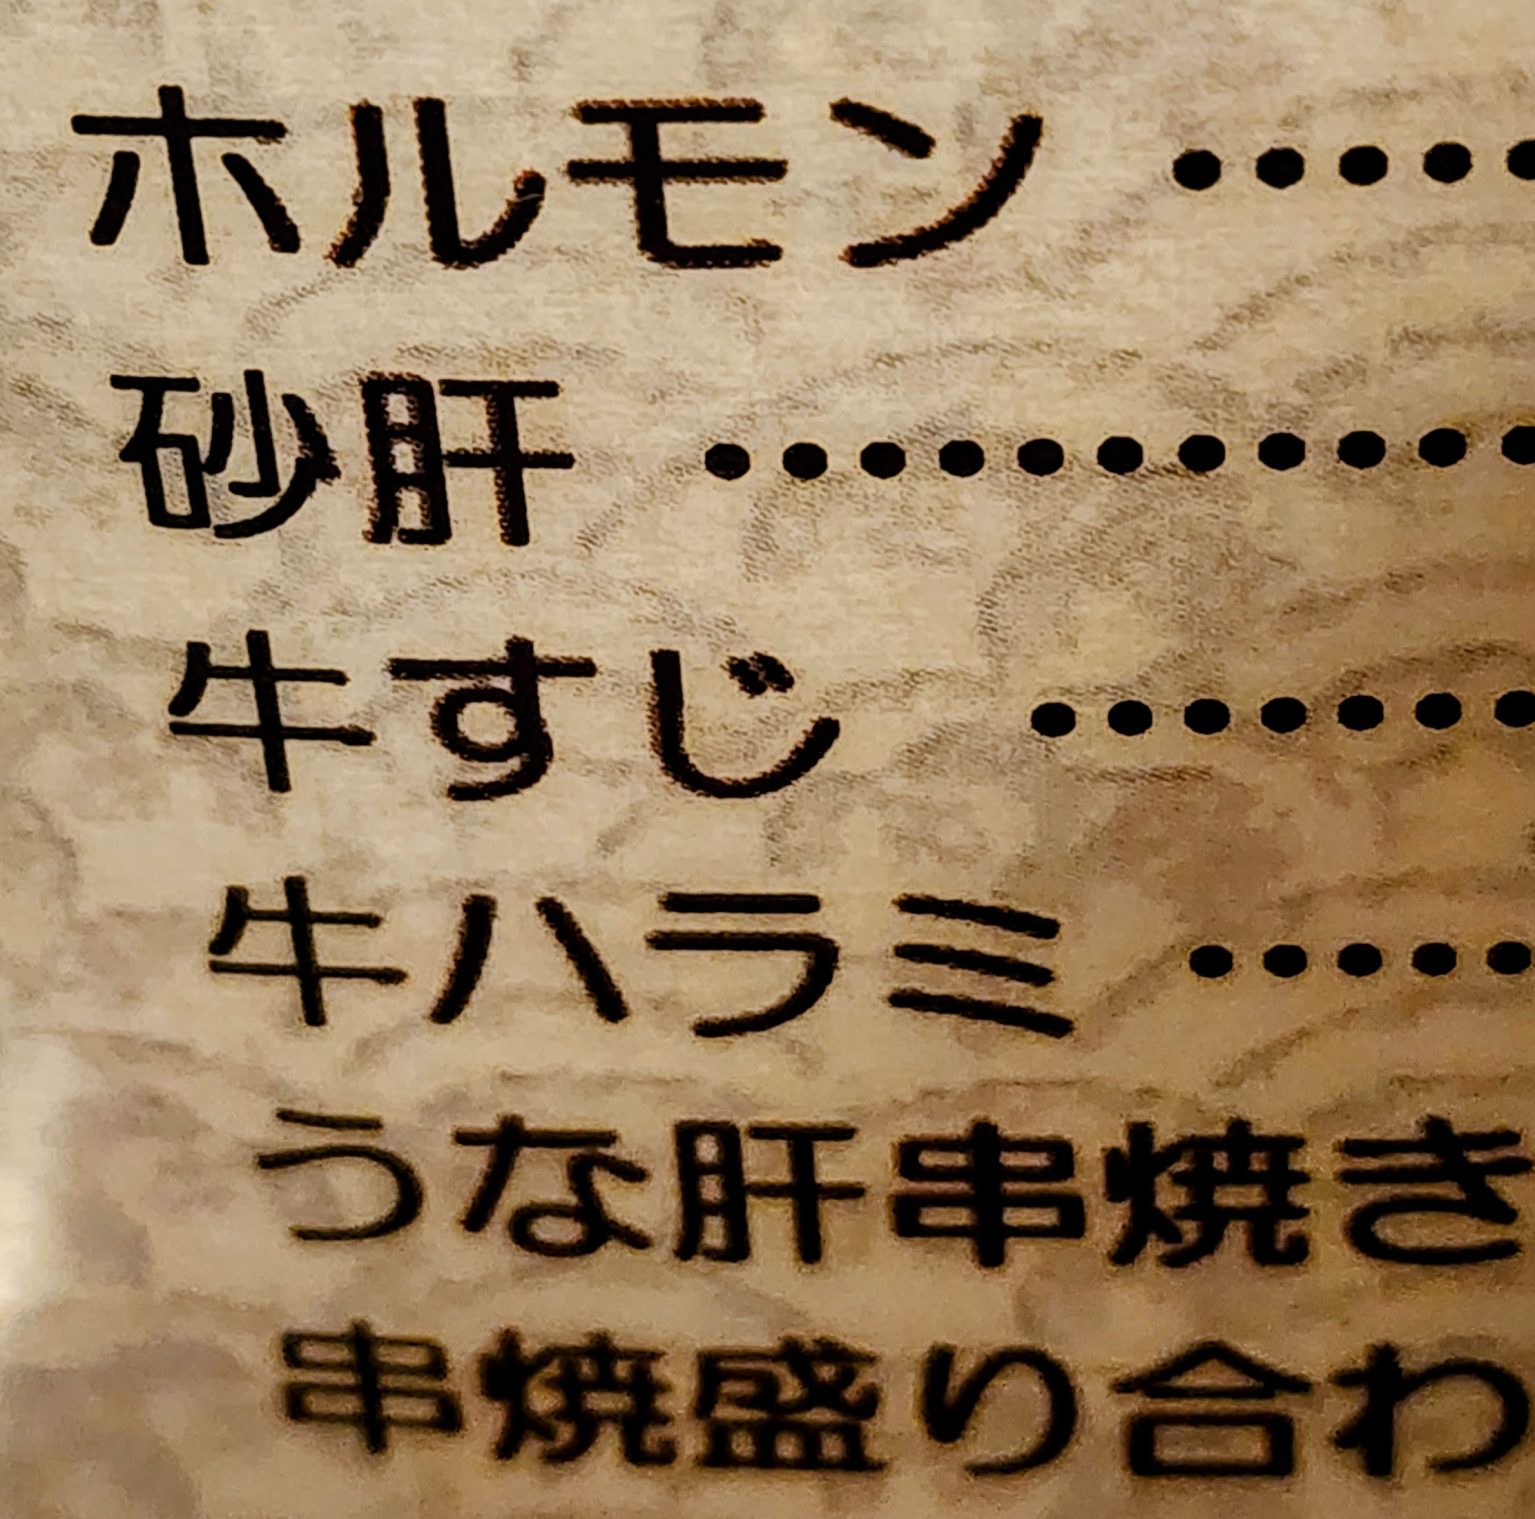 ホルモン ・・・・・
砂肝 ・・・・・・・・・・・
牛すじ ・・・・・・・
牛ハラミ ・・・・・
うな肝串焼き
串焼盛り合わ